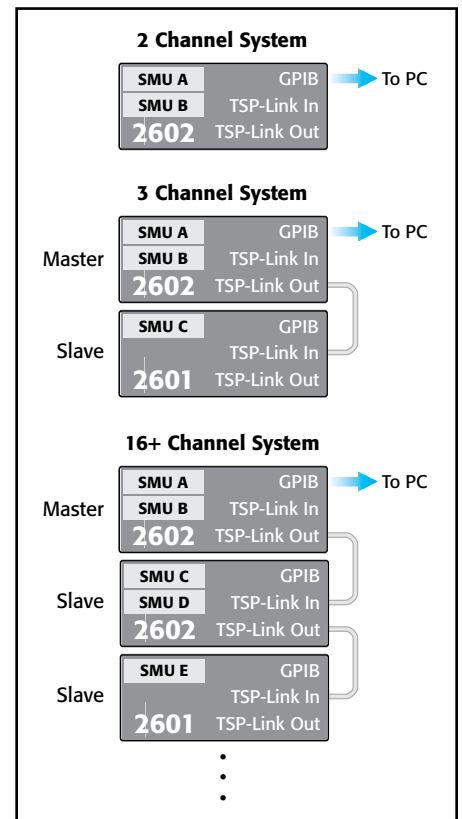 2 Channel System
SMU A GPIB To PC
SMU B TSP-Link In
2602 TSP-Link Out
3 Channel System
SMU A GPIB To PC
Master SMU B TSP-Link In
2602 TSP-Link Out
SMU C GPIB
Slave TSP-Link In
2601 TSP-Link Out
16+ Channel System
SMU A GPIB To PC
Master SMU B TSP-Link In
2602 TSP-Link Out
SMU C GPIB
Slave SMU D TSP-Link In
2602 TSP-Link Out
SMU E GPIB
Slave TSP-Link In
2601 TSP-Link Out